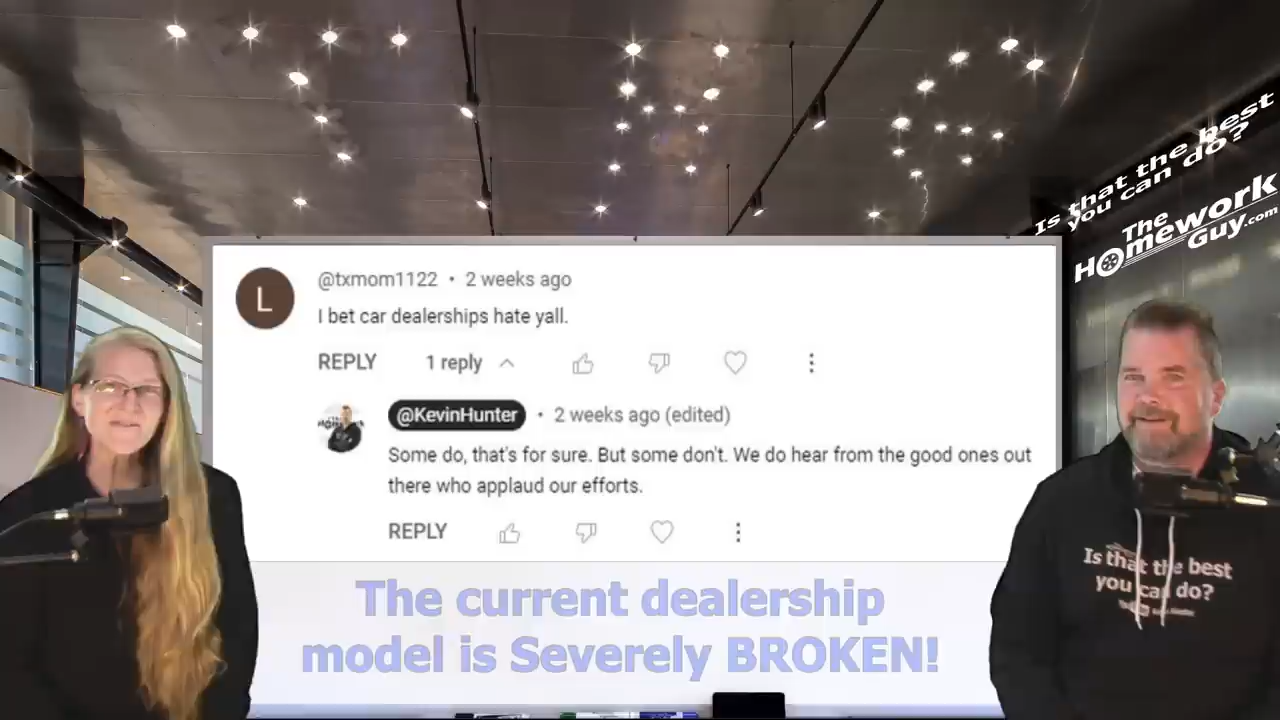 Is that the best
you can do?
The
Homework
Guy.com
L
@txmom1122 • 2 weeks ago
I bet car dealerships hate yall.
REPLY 1 reply
@KevinHunter • 2 weeks ago (edited)
Some do, that's for sure. But some don't. We do hear from the good ones out
there who applaud our efforts.
REPLY
The current dealership
model is Severely BROKEN!
Is that the best
you can do?